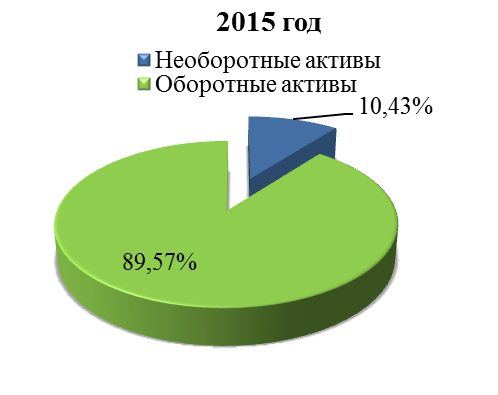 2015 год
Необоротные активы
Оборотные активы
10,43%
89,57%